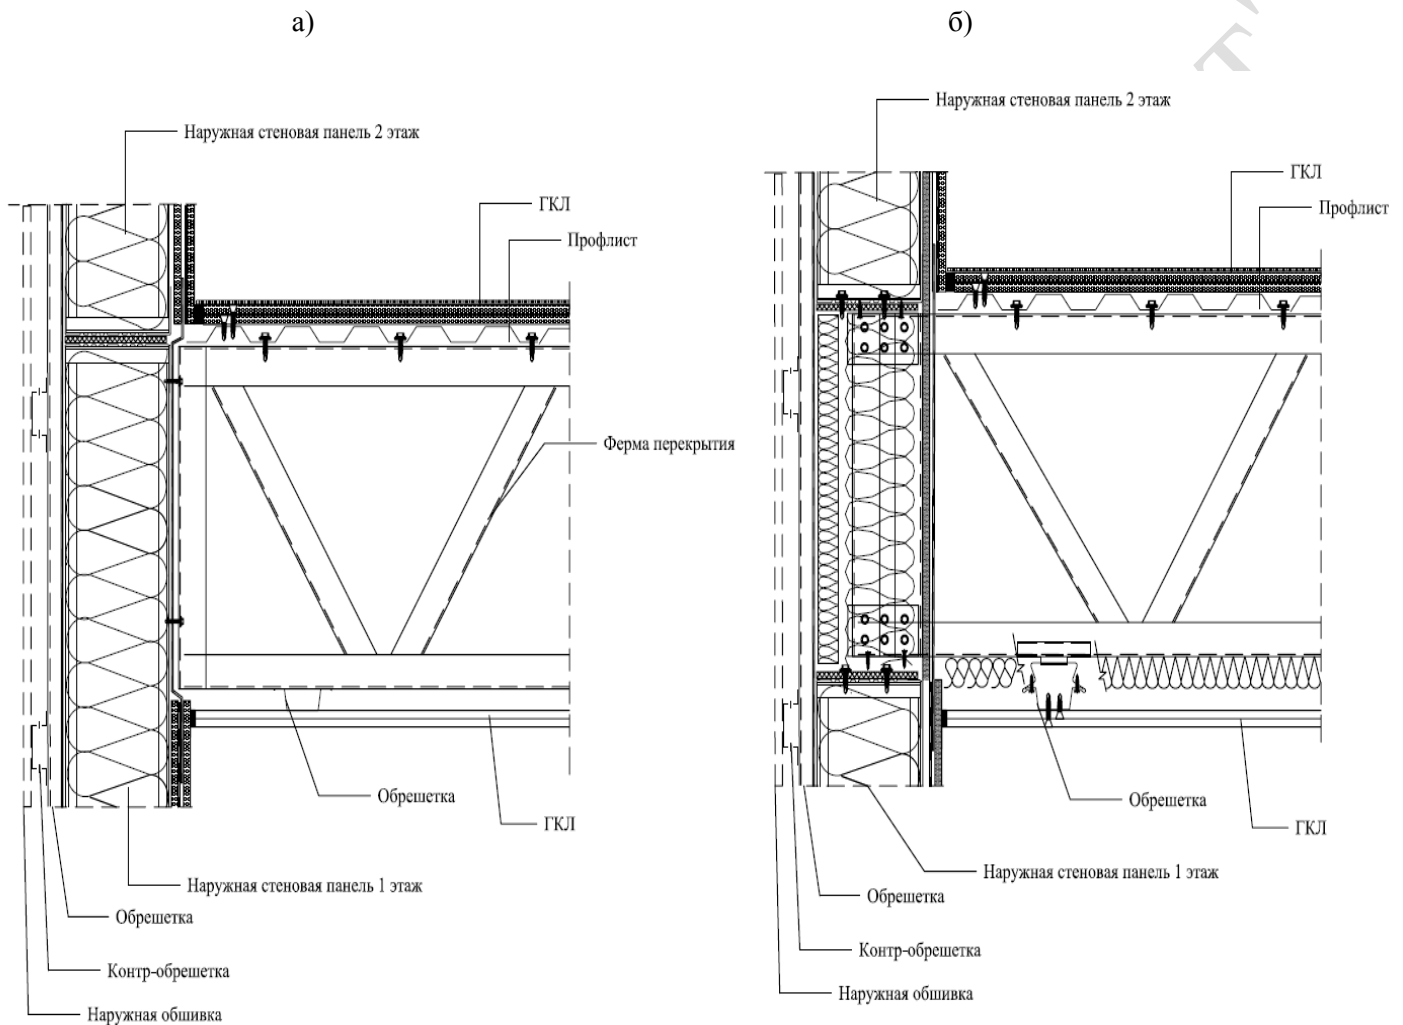 а)
Наружная стеновая панель 2 этаж
ГКЛ
Профлист
Ферма перекрытия
Обрешетка
ГКЛ
Наружная стеновая панель 1 этаж
Обрешетка
Контр-обрешетка
Наружная обшивка
б)
Наружная стеновая панель 2 этаж
ГКЛ
Профлист
Обрешетка
ГКЛ
Наружная стеновая панель 1 этаж
Обрешетка
Контр-обрешетка
Наружная обшивка